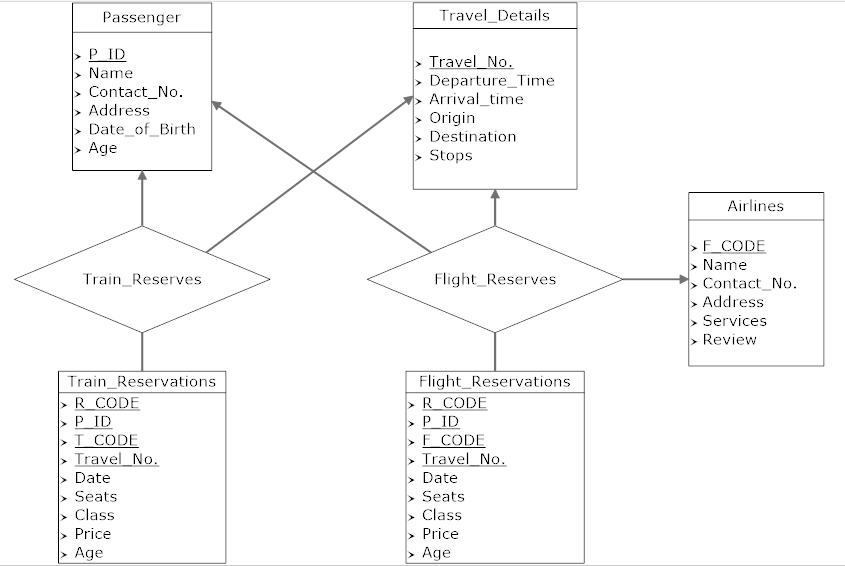 Passenger
P_ID
Name
Contact_No.
Address
Date_of_Birth
Age
Travel_Details
Travel_No.
Departure_Time
Arrival_time
Origin
Destination
Stops
Airlines
F_CODE
Name
Contact_No.
Address
Services
Review
Train_Reserves
Flight_Reserves
Train_Reservations
R_CODE
P_ID
T_CODE
Travel_No.
Date
Seats
Class
Price
Age
Flight_Reservations
R_CODE
P_ID
F_CODE
Travel_No.
Date
Seats
Class
Price
Age